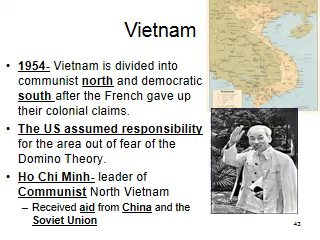 Vietnam
• 1954- Vietnam is divided into
communist north and democratic
south after the French gave up
their colonial claims.
• The US assumed responsibility
for the area out of fear of the
Domino Theory.
• Ho Chi Minh- leader of
Communist North Vietnam
– Received aid from China and the
Soviet Union